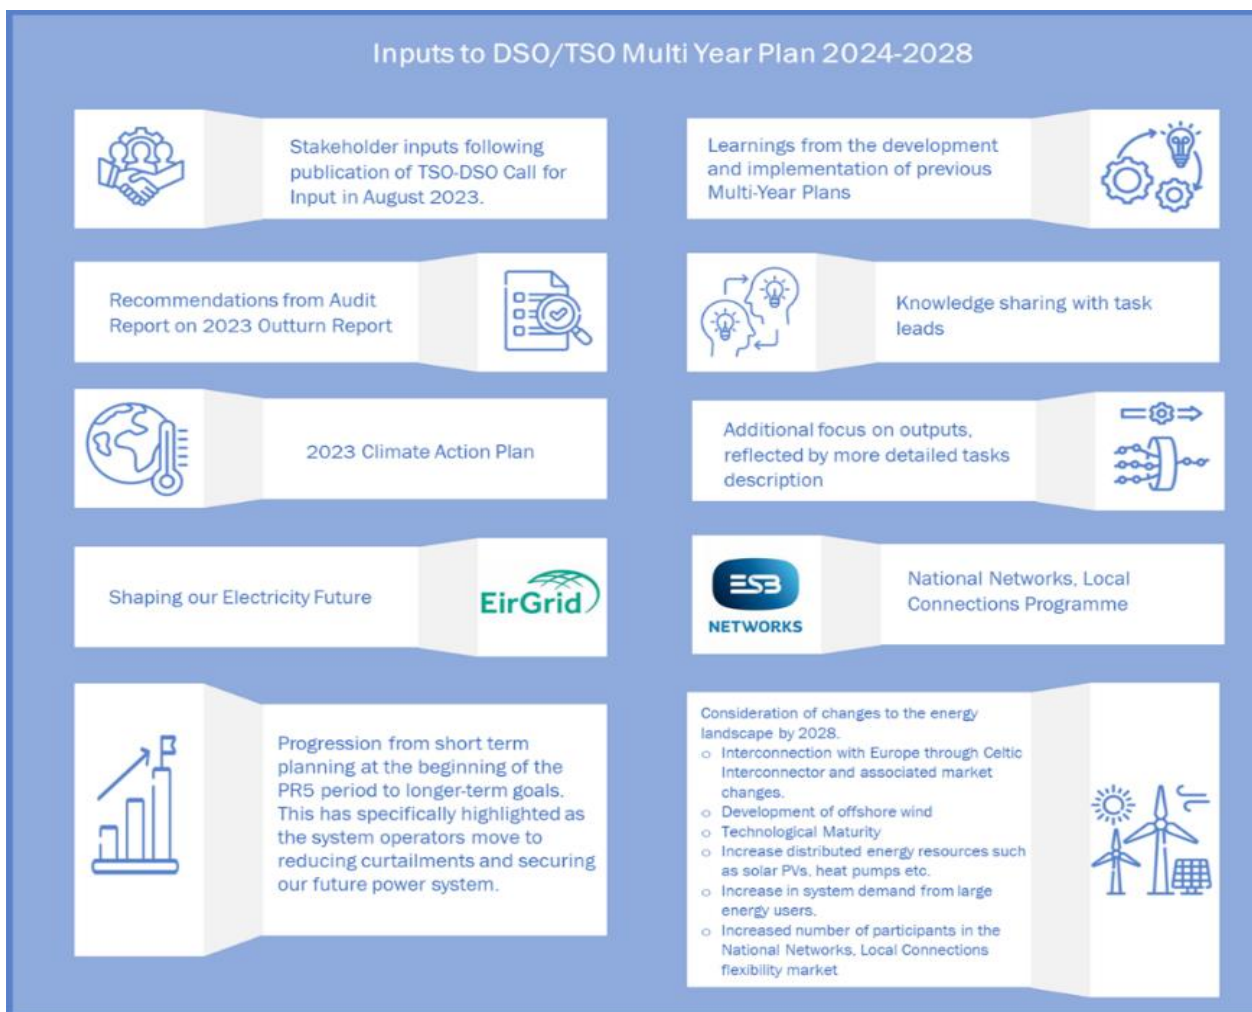 Inputs to DSO/TSO Multi Year Plan 2024-2028
Stakeholder inputs following
publication of TSO-DSO Call for
Input in August 2023.
Learnings from the development
and implementation of previous
Multi-Year Plans
Recommendations from Audit
Report on 2023 Outturn Report
Knowledge sharing with task
leads
2023 Climate Action Plan
Additional focus on outputs,
reflected by more detailed tasks
description
Shaping our Electricity Future
EirGrid
ESB
NETWORKS
National Networks, Local
Connections Programme
Progression from short term
planning at the beginning of the
PR5 period to longer-term goals.
This has specifically highlighted as
the system operators move to
reducing curtailments and securing
our future power system.
Consideration of changes to the energy
landscape by 2028.
o Interconnection with Europe through Celtic
Interconnector and associated market
changes.
o Development of offshore wind
o Technological Maturity
o Increase distributed energy resources such
as solar PVs, heat pumps etc.
o Increase in system demand from large
energy users.
o Increased number of participants in the
National Networks, Local Connections
flexibility market